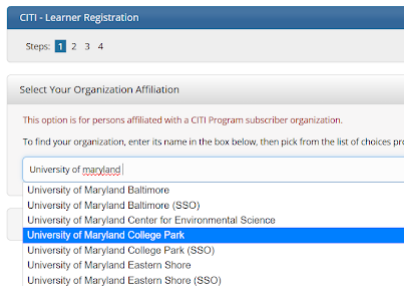 CITI - Learner Registration
Steps: 1 2 3 4
Select Your Organization Affiliation
This option is for persons affiliated with a CITI Program subscriber organization.
To find your organization, enter its name in the box below, then pick from the list of choices
University of maryland
University of Maryland Baltimore
University of Maryland Baltimore (SSO)
University of Maryland Center for Environmental Science
University of Maryland College Park
University of Maryland College Park (SSO)
University of Maryland Eastern Shore
University of Maryland Eastern Shore (SSO)